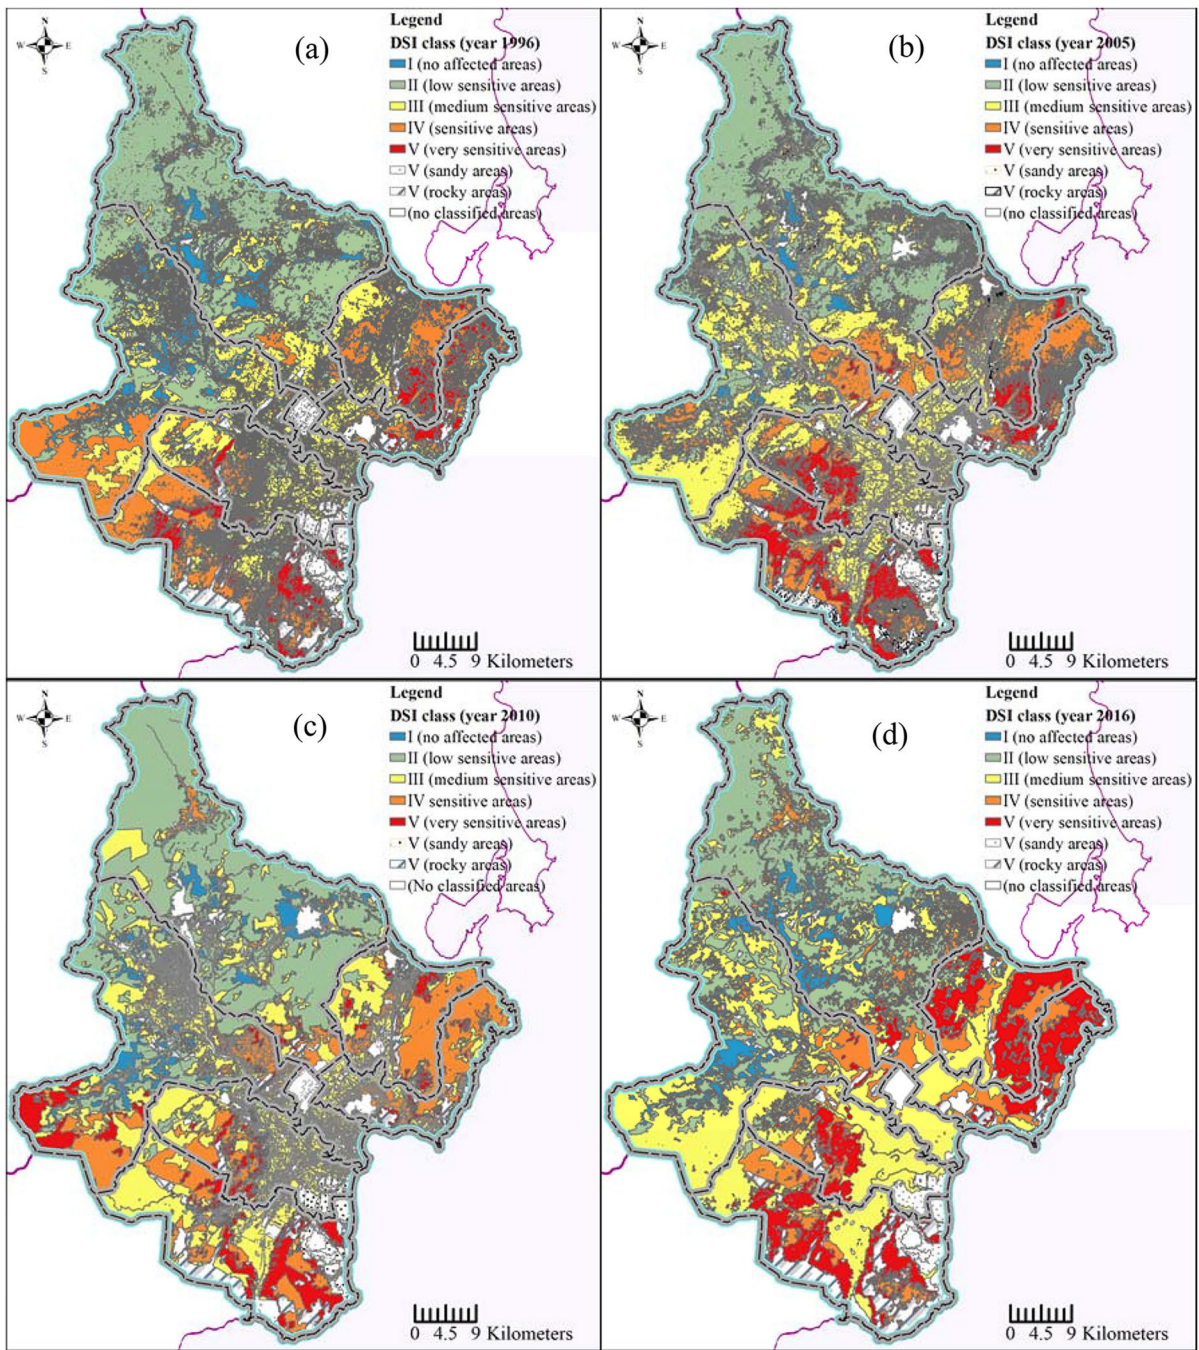 N
W E
S
(a)
Legend
DSI class (year 1996)
I (no affected areas)
II (low sensitive areas)
III (medium sensitive areas)
IV (sensitive areas)
V (very sensitive areas)
V (sandy areas)
V (rocky areas)
(no classified areas)
0 4.5 9 Kilometers
N
W E
S
(b)
Legend
DSI class (year 2005)
I (no affected areas)
II (low sensitive areas)
III (medium sensitive areas)
IV (sensitive areas)
V (very sensitive areas)
V (sandy areas)
V (rocky areas)
(no classified areas)
0 4.5 9 Kilometers
N
W E
S
(c)
Legend
DSI class (year 2010)
I (no affected areas)
II (low sensitive areas)
III (medium sensitive areas)
IV sensitive areas)
V (very sensitive areas)
V (sandy areas)
V (rocky areas)
(No classified areas)
0 4.5 9 Kilometers
N
W E
S
(d)
Legend
DSI class (year 2016)
I (no affected areas)
II (low sensitive areas)
III (medium sensitive areas)
IV (sensitive areas)
V (very sensitive areas)
V (sandy areas)
V (rocky areas)
(no classified areas)
0 4.5 9 Kilometers